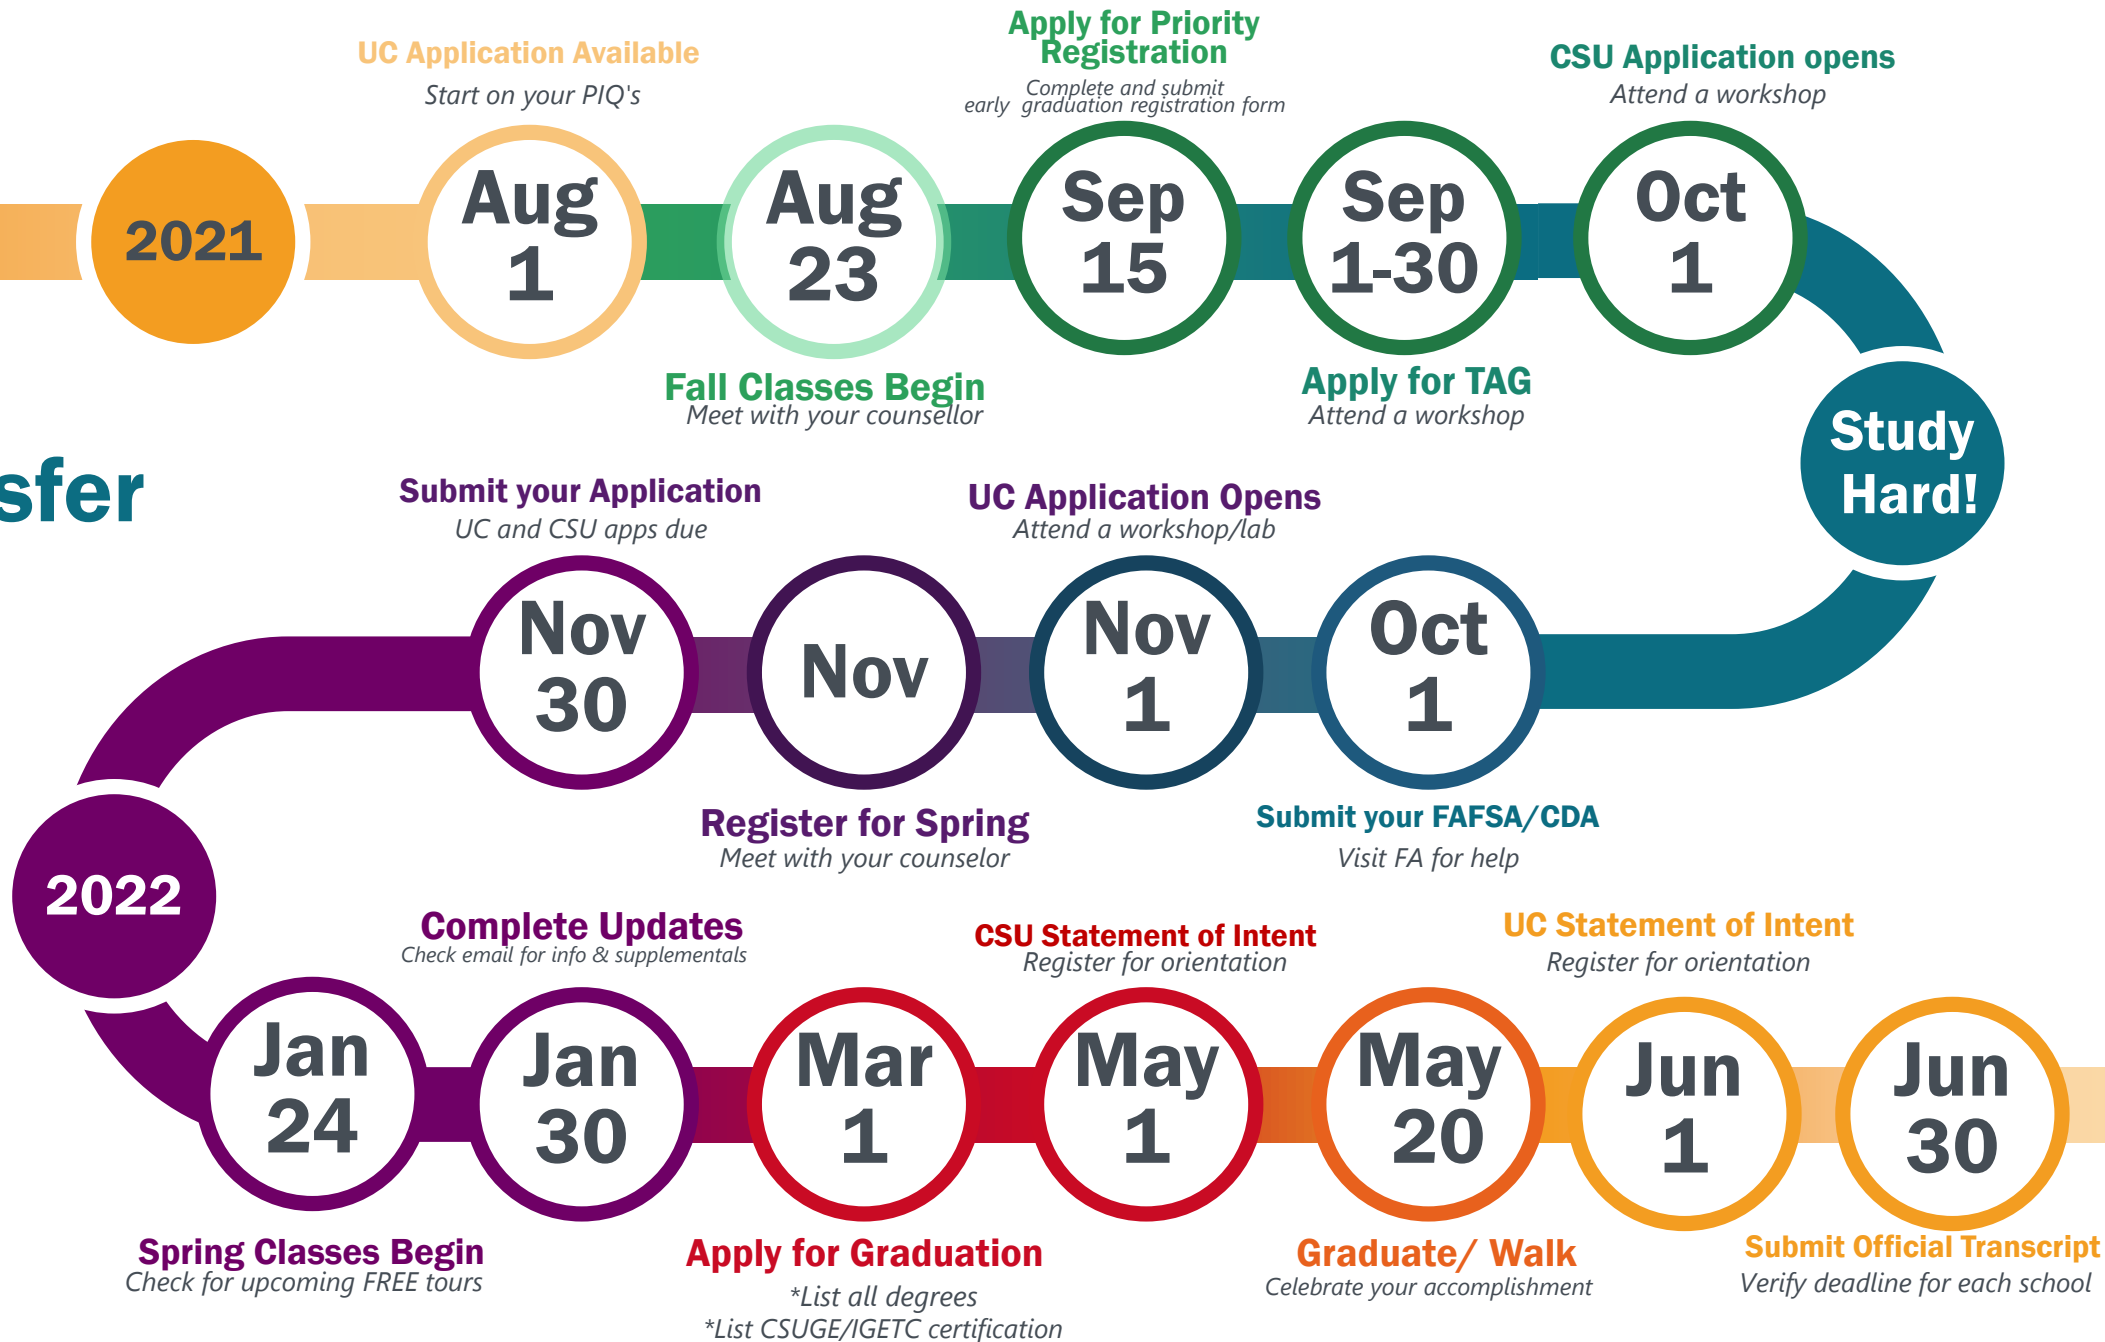 UC Application Available
Start on your PIQ's
Apply for Priority
Registration
Complete and submit
early graduation registration form
CSU Application opens
Attend a workshop
2021
Aug
1
Aug
23
Sep
15
Sep
1-30
Oct
1
Fall Classes Begin
Meet with your counsellor
Apply for TAG
Attend a workshop
Study
Hard!
sfer
Submit your Application
UC and CSU apps due
UC Application Opens
Attend a workshop/lab
Nov
30
Nov
Nov
1
Oct
1
Register for Spring
Meet with your counselor
Submit your FAFSA/CDA
Visit FA for help
2022
Complete Updates
Check email for info & supplementals
CSU Statement of Intent
Register for orientation
UC Statement of Intent
Register for orientation
Jan
24
Jan
30
Mar
1
May
1
May
20
Jun
1
Jun
30
Spring Classes Begin
Check for upcoming FREE tours
Apply for Graduation
*List all degrees
*List CSUGE/IGETC certification
Graduate/ Walk
Celebrate your accomplishment
Submit Official Transcript
Verify deadline for each school